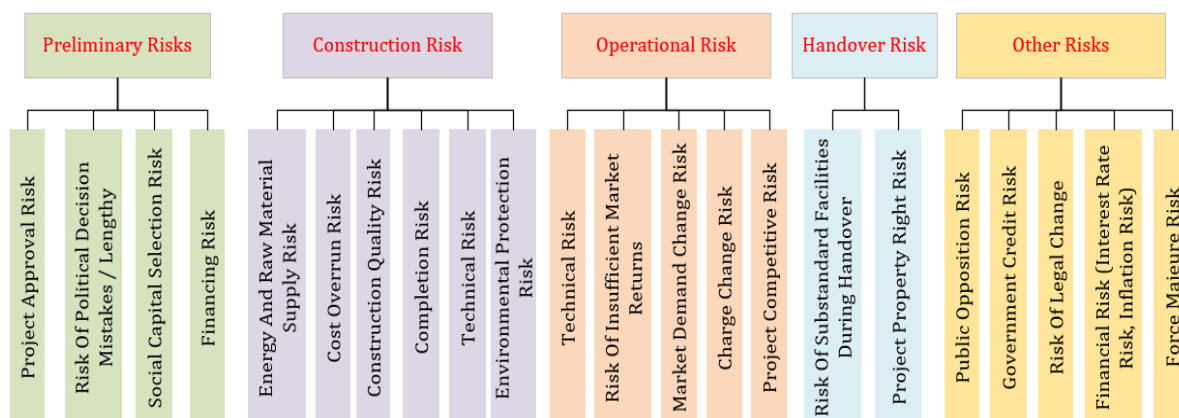 Preliminary Risks
Construction Risk
Operational Risk
Handover Risk
Other Risks
Project Approval Risk
Risk Of Political Decision
Mistakes / Lengthy
Social Capital Selection Risk
Financing Risk
Energy And Raw Material
Supply Risk
Cost Overrun Risk
Construction Quality Risk
Completion Risk
Technical Risk
Environmental Protection
Risk
Technical Risk
Risk Of Insufficient Market
Returns
Market Demand Change Risk
Charge Change Risk
Project Competitive Risk
Risk Of Substandard Facilities
During Handover
Project Property Right Risk
Public Opposition Risk
Government Credit Risk
Risk Of Legal Change
Financial Risk (Interest Rate
Risk, Inflation Risk)
Force Majeure Risk